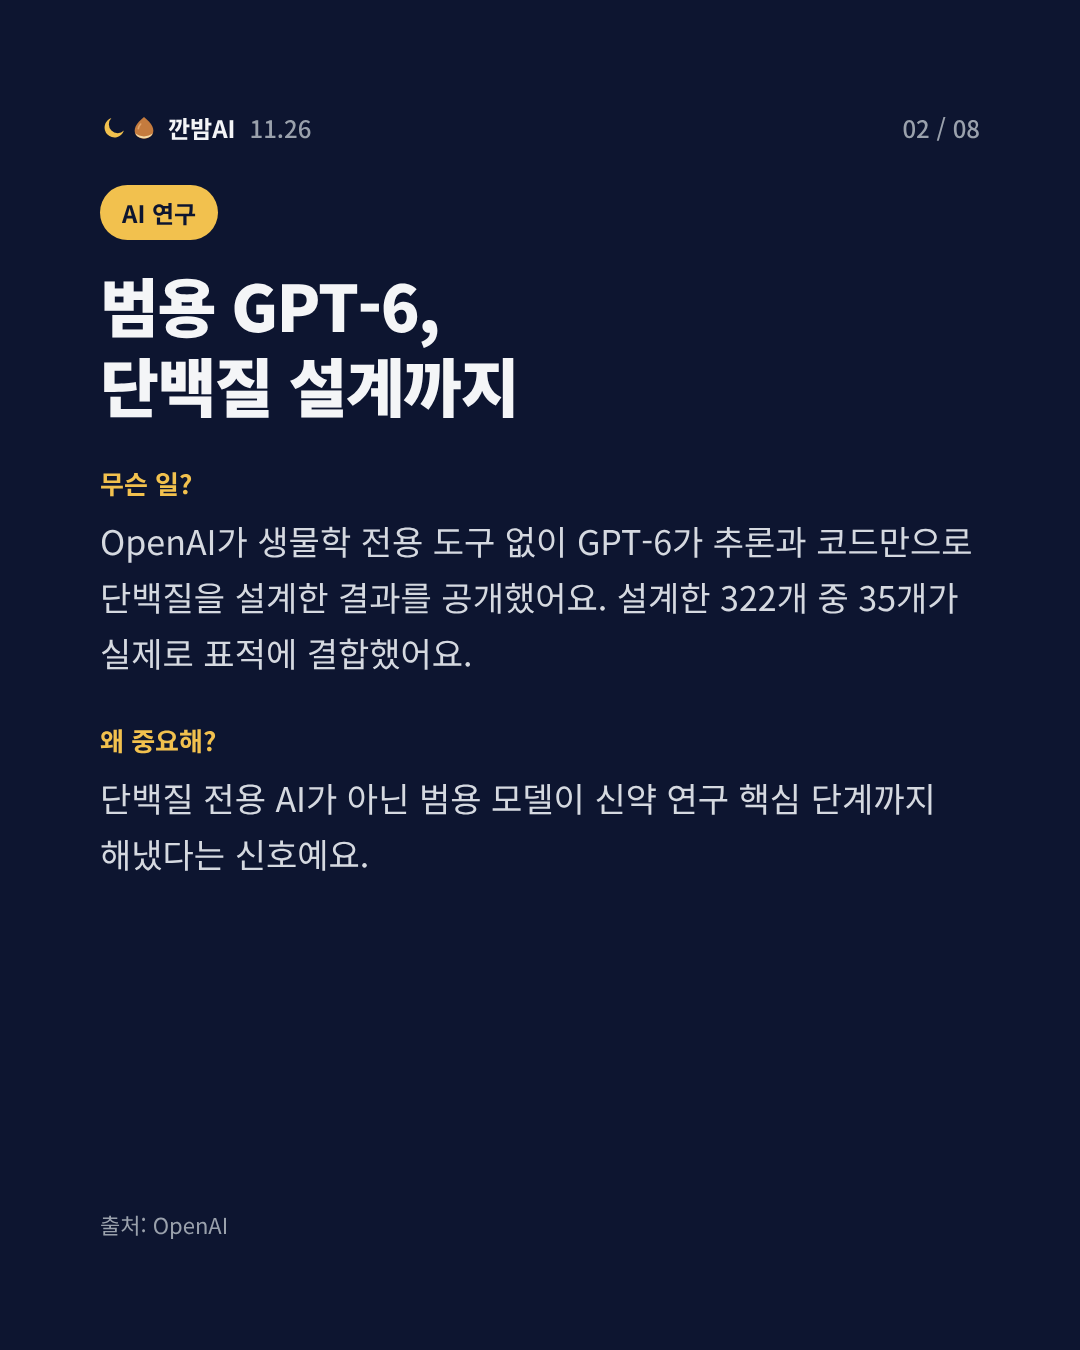 깐밤AI 11.26
02 / 08
AI 연구
범용 GPT-6,
단백질 설계까지
무슨 일?
OpenAI가 생물학 전용 도구 없이 GPT-6가 추론과 코드만으로
단백질을 설계한 결과를 공개했어요. 설계한 322개 중 35개가
실제로 표적에 결합했어요.
왜 중요해?
단백질 전용 AI가 아닌 범용 모델이 신약 연구 핵심 단계까지
해냈다는 신호예요.
출처: OpenAI